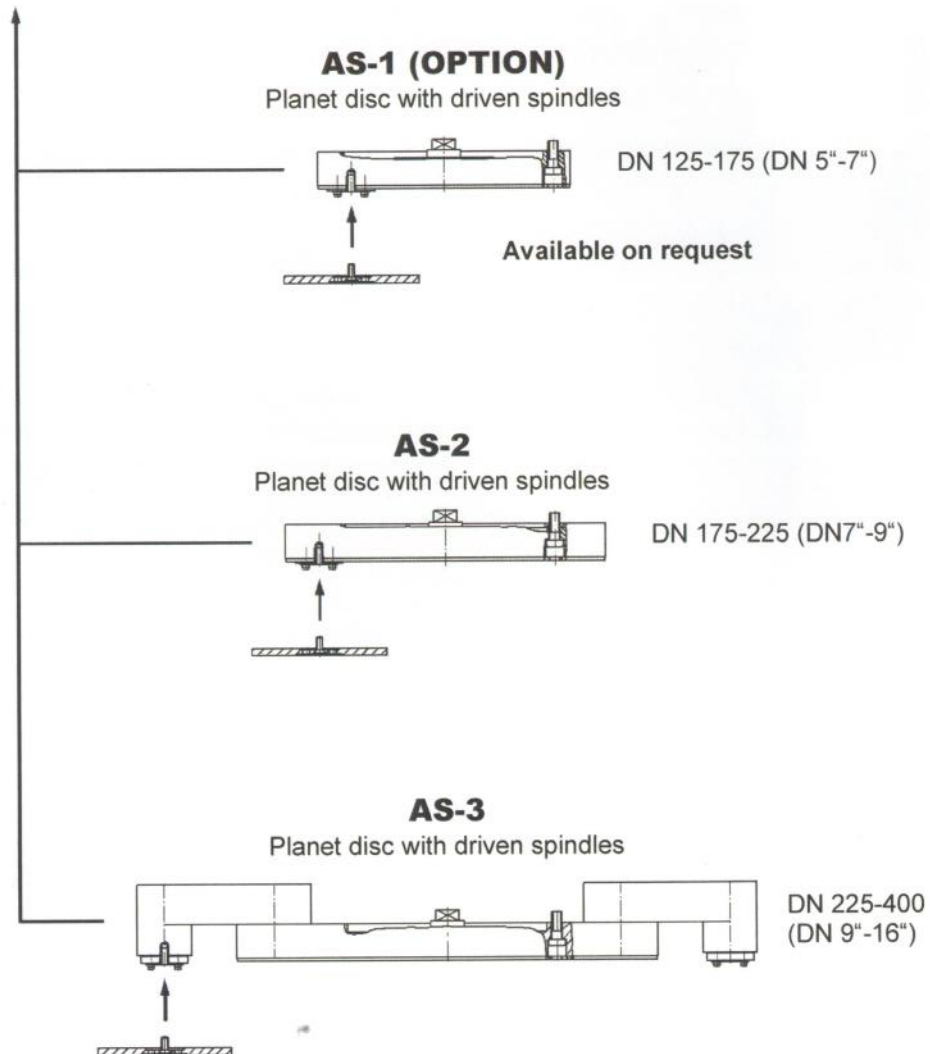 AS-1 (OPTION)
Planet disc with driven spindles
DN 125-175 (DN 5“-7“)
Available on request
AS-2
Planet disc with driven spindles
DN 175-225 (DN7“-9“)
AS-3
Planet disc with driven spindles
DN 225-400
(DN 9“-16“)